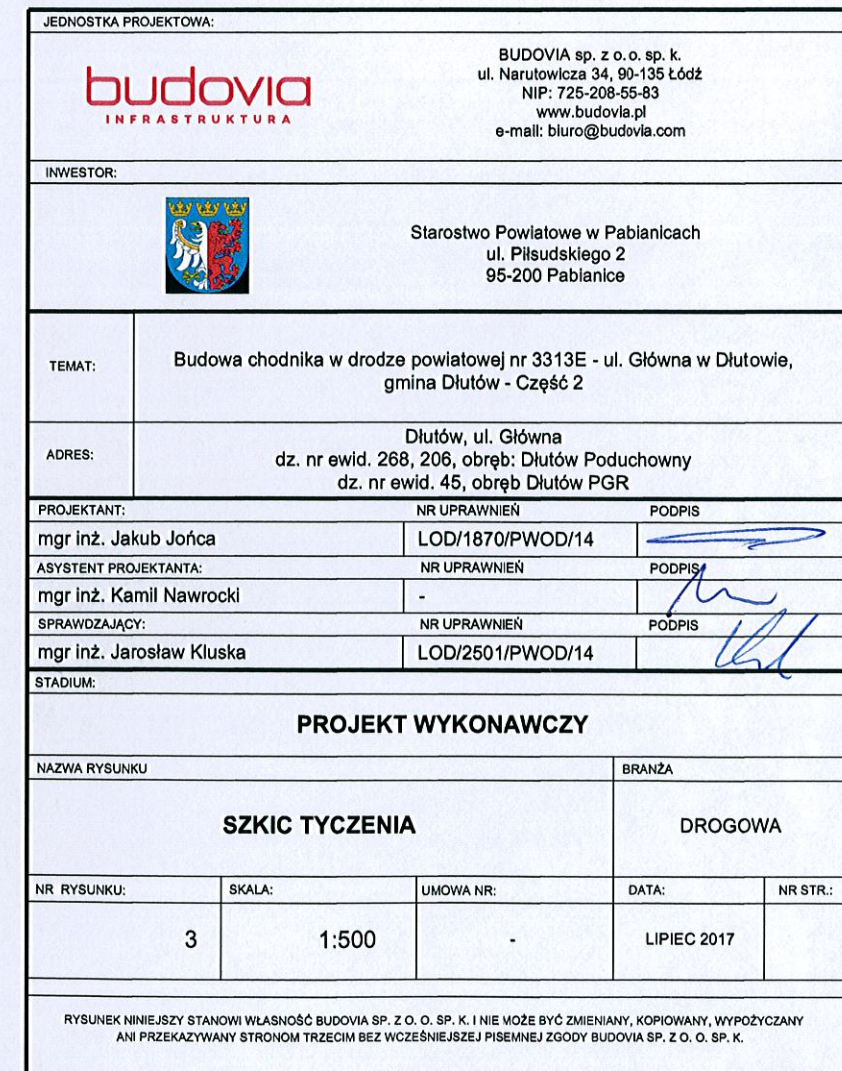 JEDNOSTKA PROJEKTOWA:
budovia
INFRASTRUKTURA
BUDOVIA sp. z o.o. sp. k.
ul. Narutowicza 34, 90-135 Łódź
NIP: 725-208-55-83
www.budovia.pl
e-mail: biuro@budovia.com
INWESTOR:
Starostwo Powiatowe w Pabianicach
ul. Piłsudskiego 2
95-200 Pabianice
TEMAT:
Budowa chodnika w drodze powiatowej nr 3313E - ul. Główna w Dłutowie,
gmina Dłutów - Część 2
ADRES:
Dłutów, ul. Główna
dz. nr ewid. 268, 206, obręb: Dłutów Poduchowny
dz. nr ewid. 45, obręb Dłutów PGR
PROJEKTANT: NR UPRAWNIEŃ PODPIS
mgr inż. Jakub Jońca LOD/1870/PWOD/14
ASYSTENT PROJEKTANTA: NR UPRAWNIEŃ PODPIS
mgr inż. Kamil Nawrocki -
SPRAWDZAJĄCY: NR UPRAWNIEŃ PODPIS
mgr inż. Jarosław Kluska LOD/2501/PWOD/14
STADIUM:
PROJEKT WYKONAWCZY
NAZWA RYSUNKU BRANŻA
SZKIC TYCZENIA DROGOWA
NR RYSUNKU: SKALA: UMOWA NR: DATA: NR STR.:
3 1:500 - LIPIEC 2017
RYSUNEK NINIEJSZY STANOWI WŁASNOŚĆ BUDOVIA SP. Z O. O. SP. K. I NIE MOŻE BYĆ ZMIENIANY, KOPIOWANY, WYPOŻYCZANY
ANI PRZEKAZYWANY STRONOM TRZECIM BEZ WCZEŚNIEJSZEJ PISEMNEJ ZGODY BUDOVIA SP. Z O. O. SP. K.